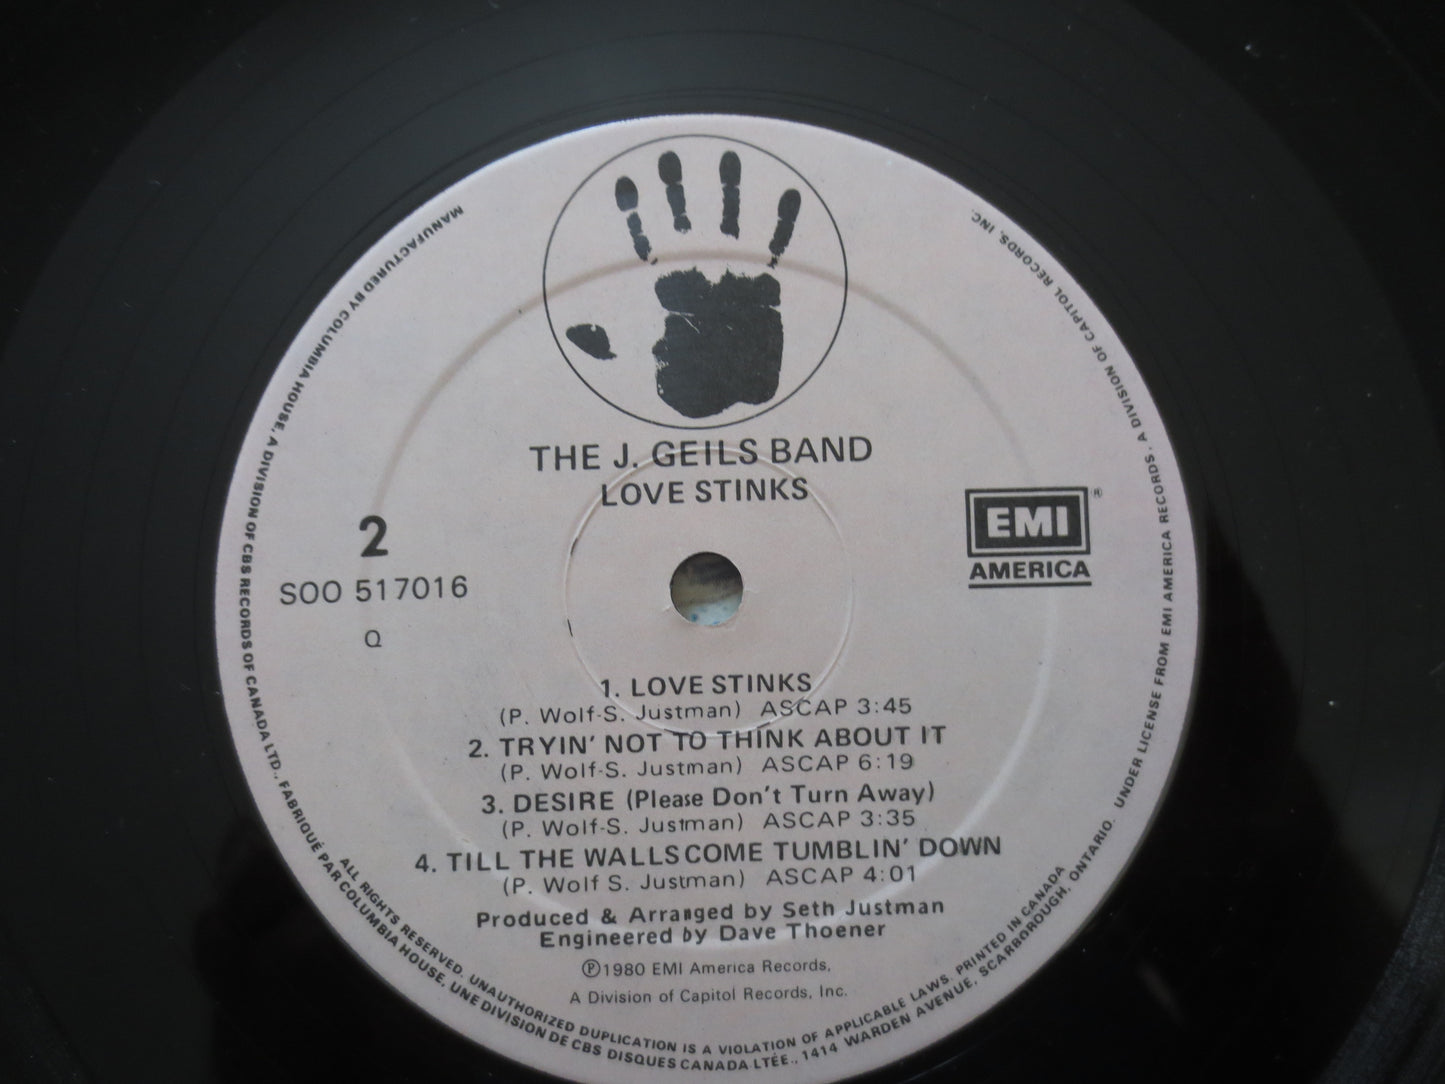 THE J. GEILS BAND
LOVE STINKS
2
SOO 517016
Q
EMI ®
AMERICA
1. LOVE STINKS
(P. Wolf-S. Justman) ASCAP 3:45
2. TRYIN' NOT TO THINK ABOUT IT
(P. Wolf-S. Justman) ASCAP 6:19
3. DESIRE (Please Don't Turn Away)
(P. Wolf-S. Justman) ASCAP 3:35
4. TILL THE WALLS COME TUMBLIN' DOWN
(P. Wolf S. Justman) ASCAP 4:01
Produced & Arranged by Seth Justman
Engineered by Dave Thoener
Ⓟ1980 EMI America Records,
A Division of Capitol Records, Inc.
MANUFACTURED BY COLUMBIA HOUSE, A DIVISION OF CBS RECORDS OF CANADA LTD., FABRIQUÉ PAR COLUMBIA HOUSE, UNE DIVISION DE CBS DISQUES CANADA LTÉE., 1414 WARDEN AVENUE, SCARBOROUGH, ONTARIO. UNDER LICENSE FROM EMI AMERICA RECORDS, A DIVISION OF CAPITOL RECORDS, INC.
ALL RIGHTS RESERVED. UNAUTHORIZED DUPLICATION IS A VIOLATION OF APPLICABLE LAWS. PRINTED IN CANADA